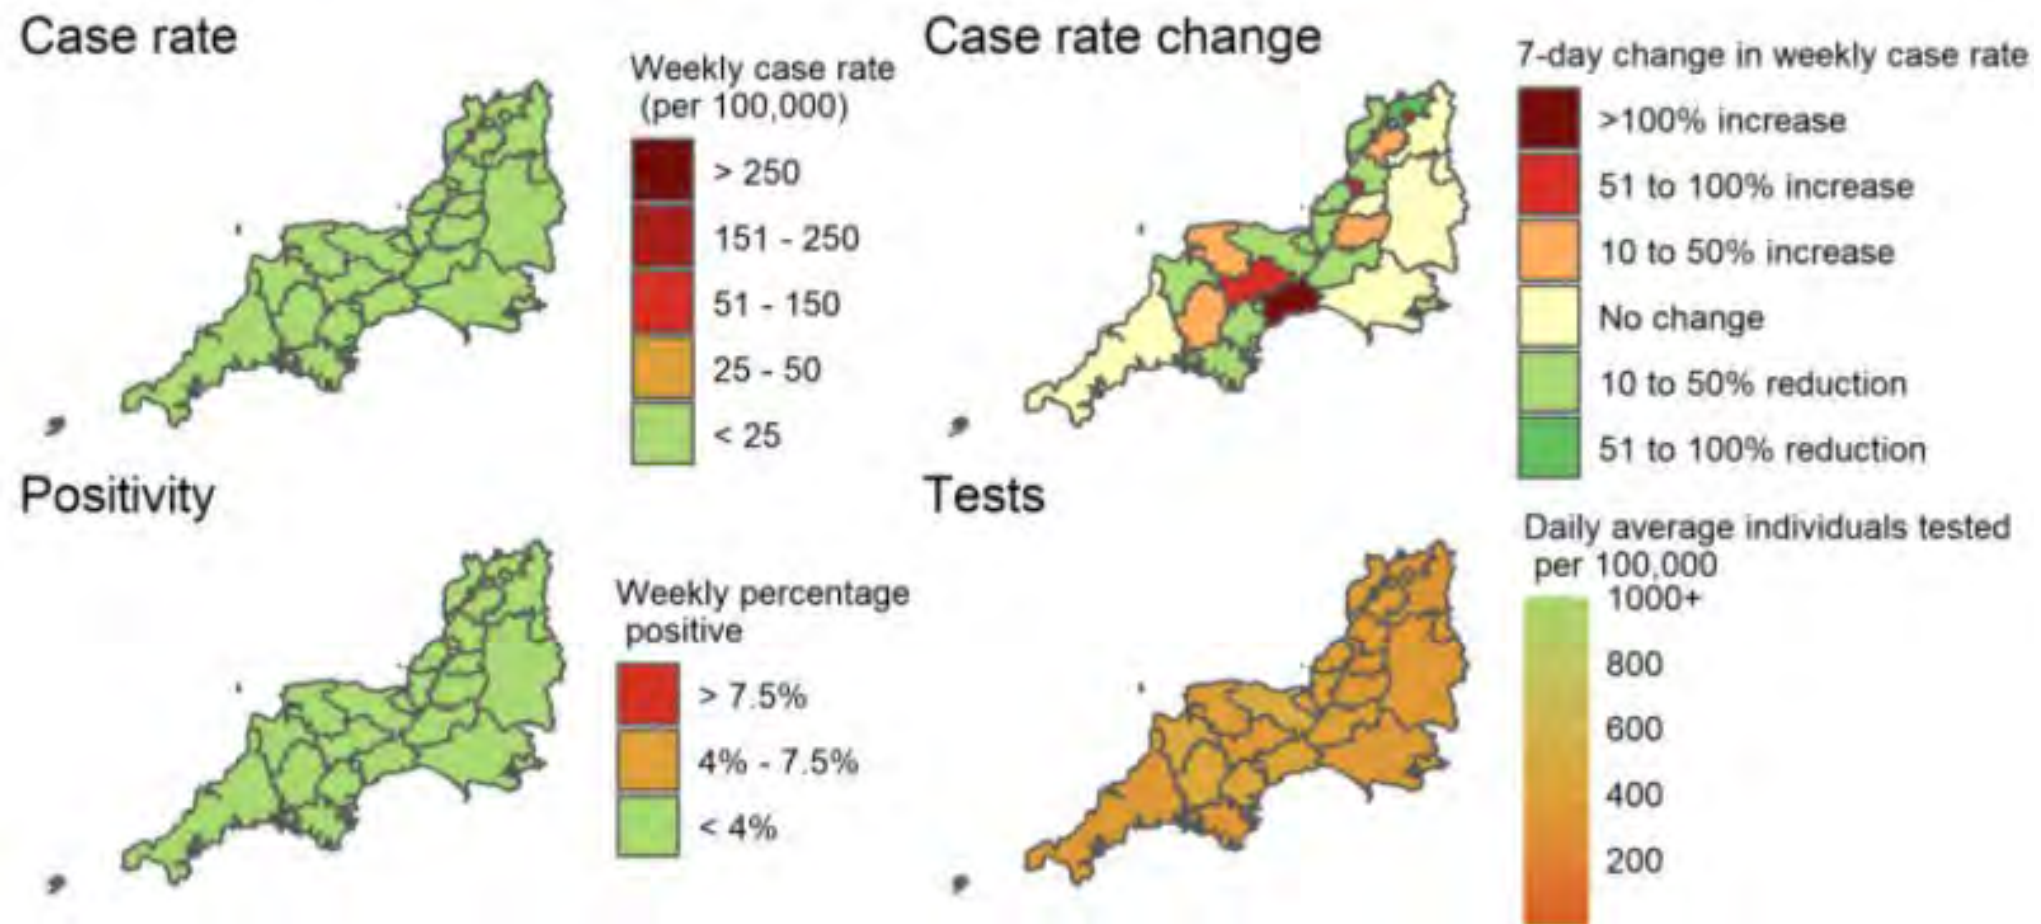 Case rate
Weekly case rate
(per 100,000)
> 250
151 - 250
51 - 150
25 - 50
< 25
Case rate change
7-day change in weekly case rate
>100% increase
51 to 100% increase
10 to 50% increase
No change
10 to 50% reduction
51 to 100% reduction
Positivity
Weekly percentage
positive
> 7.5%
4% - 7.5%
< 4%
Tests
Daily average individuals tested
per 100,000
1000+
800
600
400
200